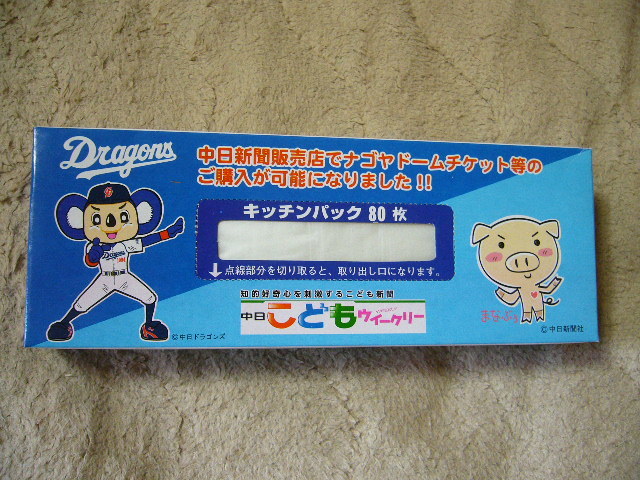 Dragons
中日新聞販売店でナゴヤドームチケット等の
ご購入が可能になりました!!
キッチンパック 80 枚
↓点線部分を切り取ると、取り出し口になります。
知的好奇心を刺激するこども新聞
中日こどもウイークリー
まなぶぅ
©中日ドラゴンズ
©中日新聞社